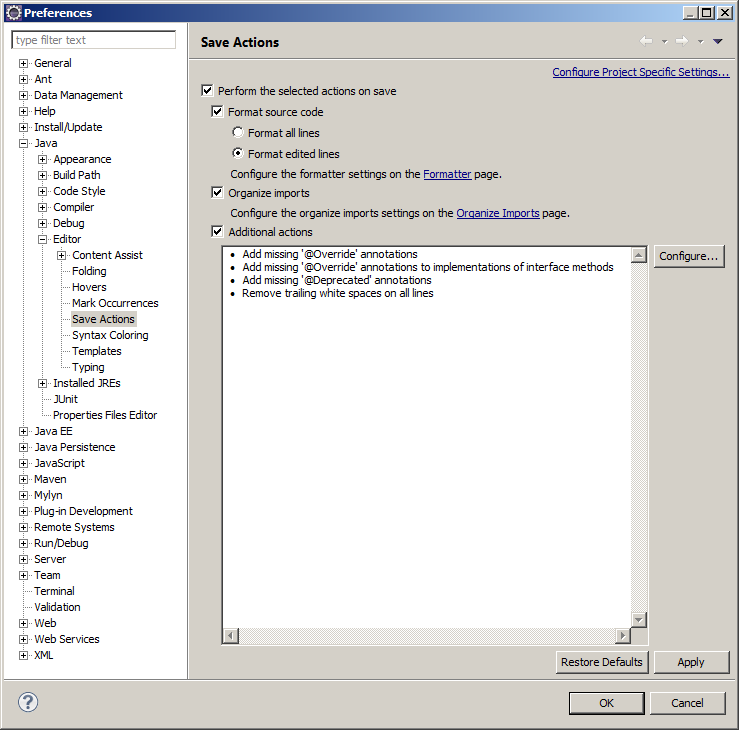 Preferences
type filter text
General
Ant
Data Management
Help
Install/Update
Java
Appearance
Build Path
Code Style
Compiler
Debug
Editor
Content Assist
Folding
Hovers
Mark Occurrences
Save Actions
Syntax Coloring
Templates
Typing
Installed JREs
JUnit
Properties Files Editor
Java EE
Java Persistence
JavaScript
Maven
Mylyn
Plug-in Development
Remote Systems
Run/Debug
Server
Team
Terminal
Validation
Web
Web Services
XML
Save Actions
Configure Project Specific Settings...
Perform the selected actions on save
Format source code
Format all lines
Format edited lines
Configure the formatter settings on the Formatter page.
Organize imports
Configure the organize imports settings on the Organize Imports page.
Additional actions
• Add missing '@Override' annotations
• Add missing '@Override' annotations to implementations of interface methods
• Add missing '@Deprecated' annotations
• Remove trailing white spaces on all lines
Configure...
Restore Defaults
Apply
?
OK
Cancel